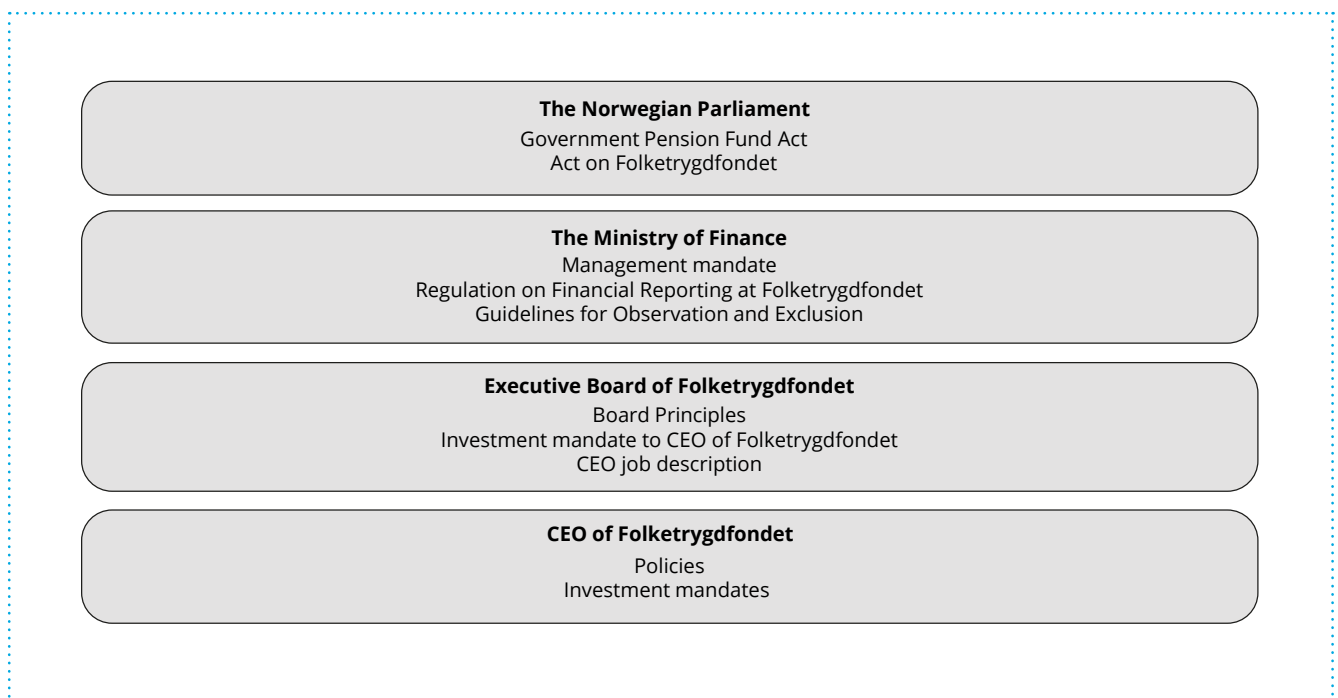 The Norwegian Parliament
Government Pension Fund Act
Act on Folketrygdfondet
The Ministry of Finance
Management mandate
Regulation on Financial Reporting at Folketrygdfondet
Guidelines for Observation and Exclusion
Executive Board of Folketrygdfondet
Board Principles
Investment mandate to CEO of Folketrygdfondet
CEO job description
CEO of Folketrygdfondet
Policies
Investment mandates